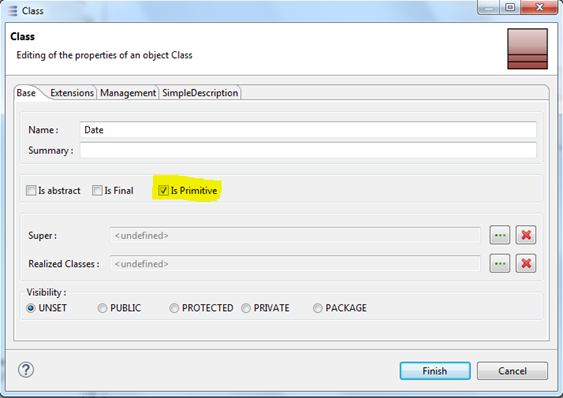 Class
Class
Editing of the properties of an object Class
Base Extensions Management SimpleDescription
Name : Date
Summary :
Is abstract Is Final Is Primitive
Super : <undefined>
Realized Classes : <undefined>
Visibility :
UNSET PUBLIC PROTECTED PRIVATE PACKAGE
Finish Cancel